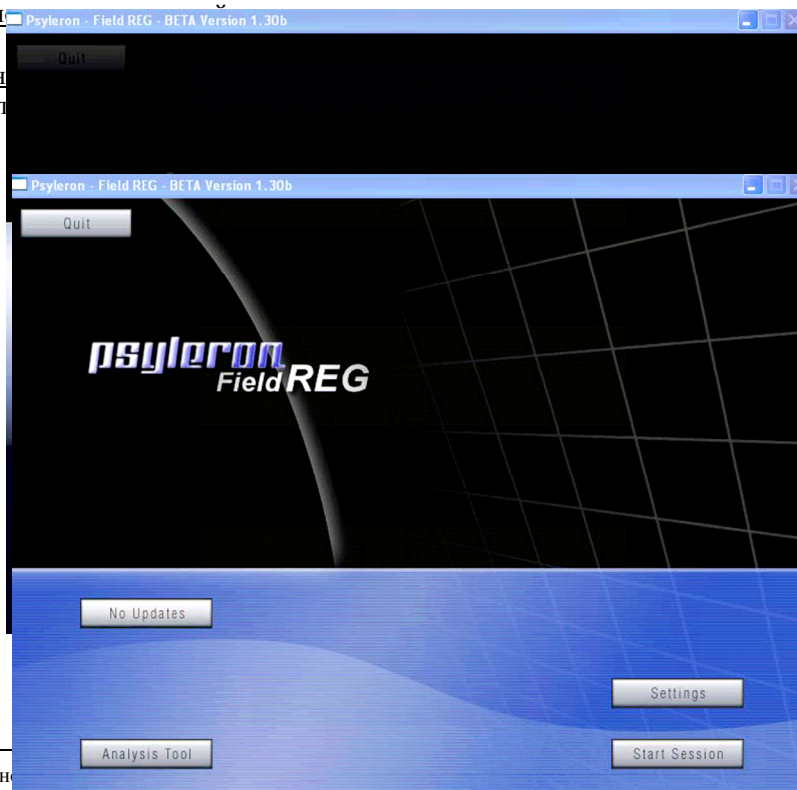 Psyleron - Field REG - BETA Version 1.30b
Quit
Psyleron - Field REG - BETA Version 1.30b
Quit
psyleron
Field REG
No Updates
Settings
Analysis Tool
Start Session